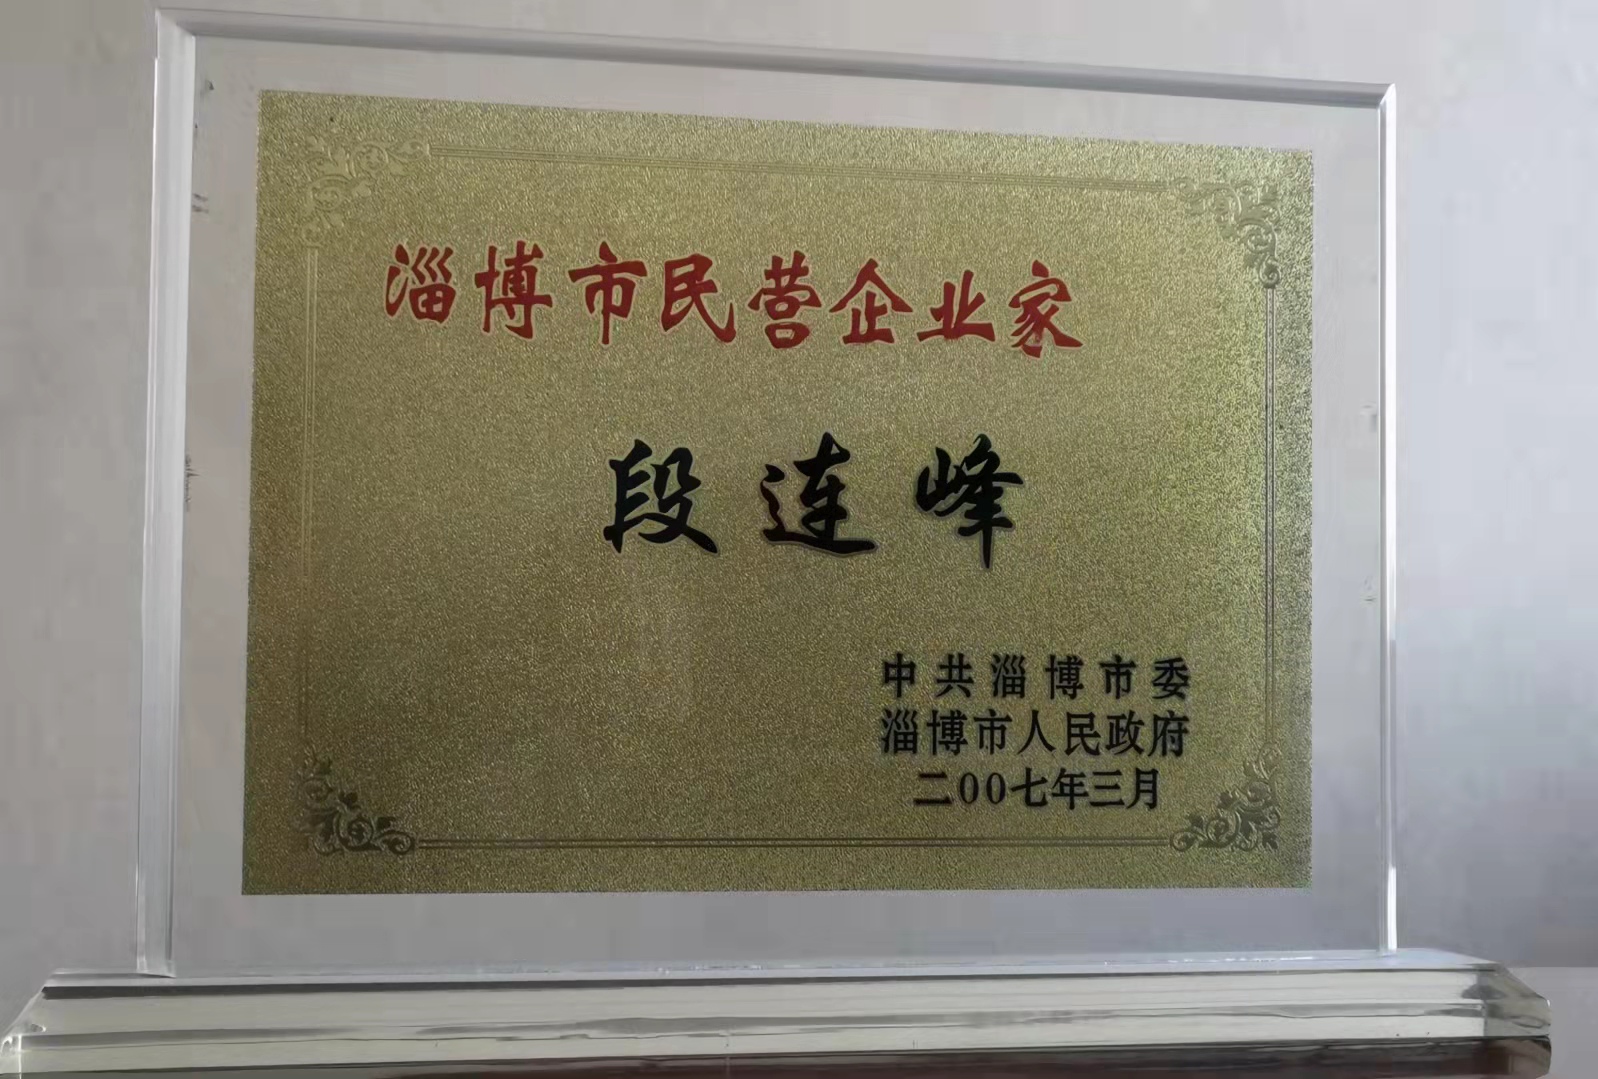 淄博市民营企业家
段连峰
中共淄博市委
淄博市人民政府
二00七年三月